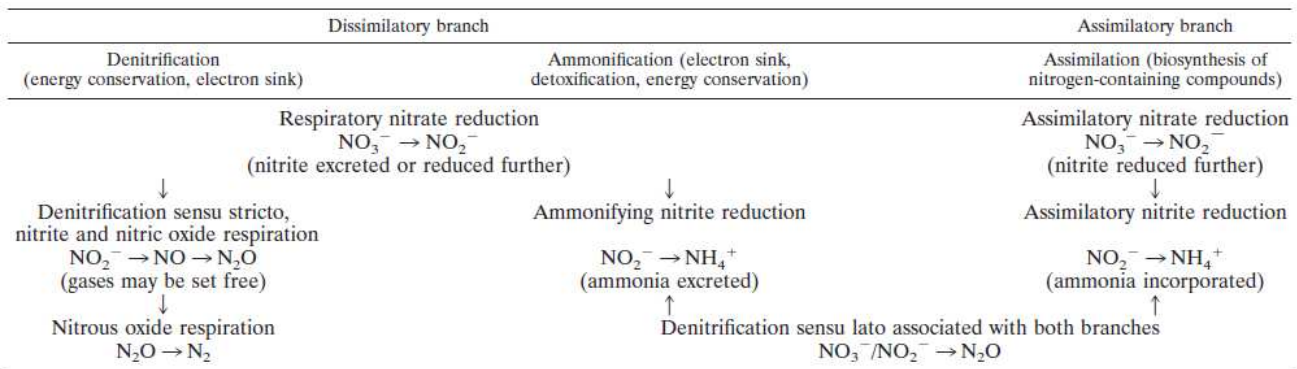 Dissimilatory branch Assimilatory branch
Denitrification Ammonification (electron sink, Assimilation (biosynthesis of
(energy conservation, electron sink) detoxification, energy conservation) nitrogen-containing compounds)
Respiratory nitrate reduction Assimilatory nitrate reduction
NO₃⁻ → NO₂⁻ NO₃⁻ → NO₂⁻
(nitrite excreted or reduced further) (nitrite reduced further)
↓ ↓ ↓
Denitrification sensu stricto, Ammonifying nitrite reduction Assimilatory nitrite reduction
nitrite and nitric oxide respiration
NO₂⁻ → NO → N₂O NO₂⁻ → NH₄⁺ NO₂⁻ → NH₄⁺
(gases may be set free) (ammonia excreted) (ammonia incorporated)
↓ ↑ ↑
Nitrous oxide respiration Denitrification sensu lato associated with both branches
N₂O → N₂ NO₃⁻/NO₂⁻ → N₂O